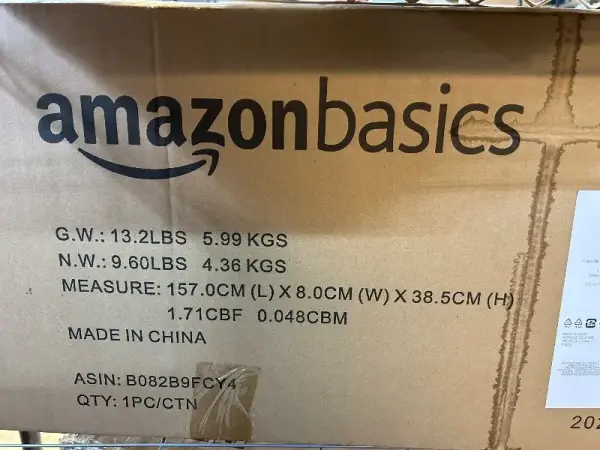 amazonbasics
G.W.: 13.2LBS 5.99 KGS
N.W.: 9.60LBS 4.36 KGS
MEASURE: 157.0CM (L) X 8.0CM (W) X 38.5CM (H)
1.71CBF 0.048CBM
MADE IN CHINA
ASIN: B082B9FCY4
QTY: 1PC/CTN